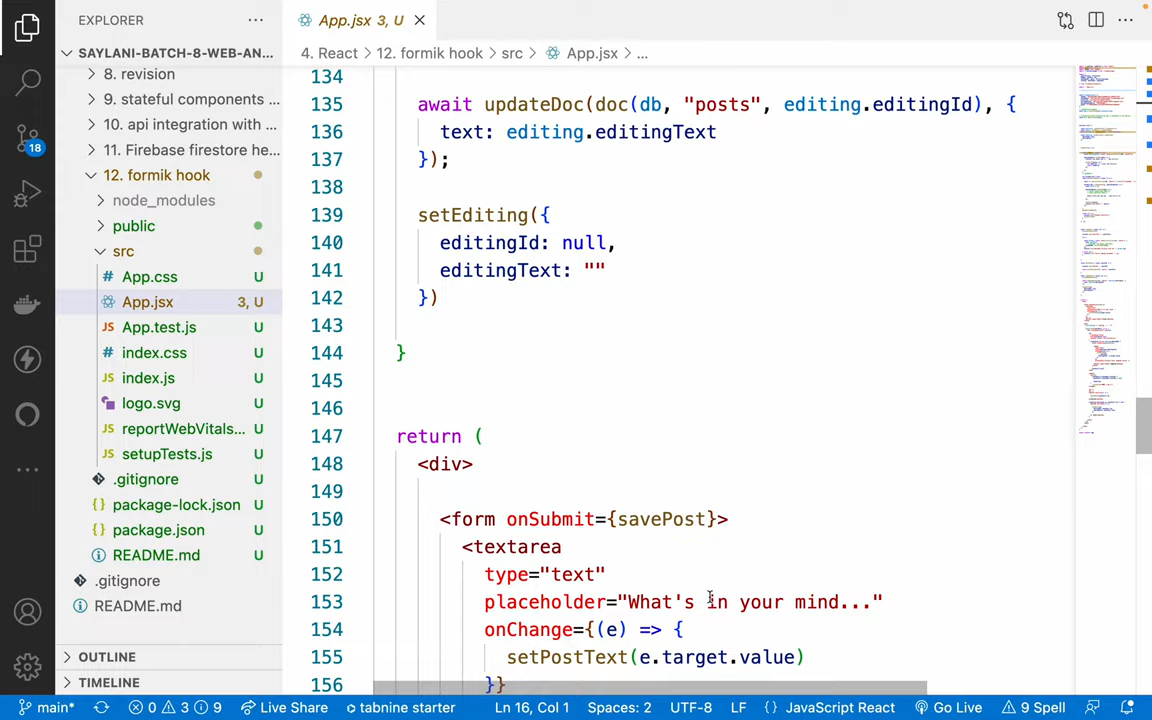 EXPLORER
App.jsx 3, U
SAYLANI-BATCH-8-WEB-AN...
4. React > 12. formik hook > src > App.jsx > ...
8. revision
9. stateful components ...
10. api integration with ...
11. Firebase firestore he...
12. formik hook
node_modules
public
src
App.css U
App.jsx 3, U
App.test.js U
index.css U
index.js U
logo.svg U
reportWebVitals... U
setupTests.js U
.gitignore U
package-lock.json U
package.json U
README.md U
.gitignore
README.md
OUTLINE
TIMELINE
18
134
135 await updateDoc(doc(db, "posts", editing.editingId), {
136 text: editing.editingText
137 });
138
139 setEditing({
140 editingId: null,
141 editingText: ""
142 })
143
144 }
145
146
147 return (
148 <div>
149
150 <form onSubmit={savePost}>
151 <textarea
152 type="text"
153 placeholder="What's in your mind..."
154 onChange={(e) => {
155 setPostText(e.target.value)
156 }}
main* 0 3 9 Live Share tabnine starter Ln 16, Col 1 Spaces: 2 UTF-8 LF {} JavaScript React Go Live 9 Spell